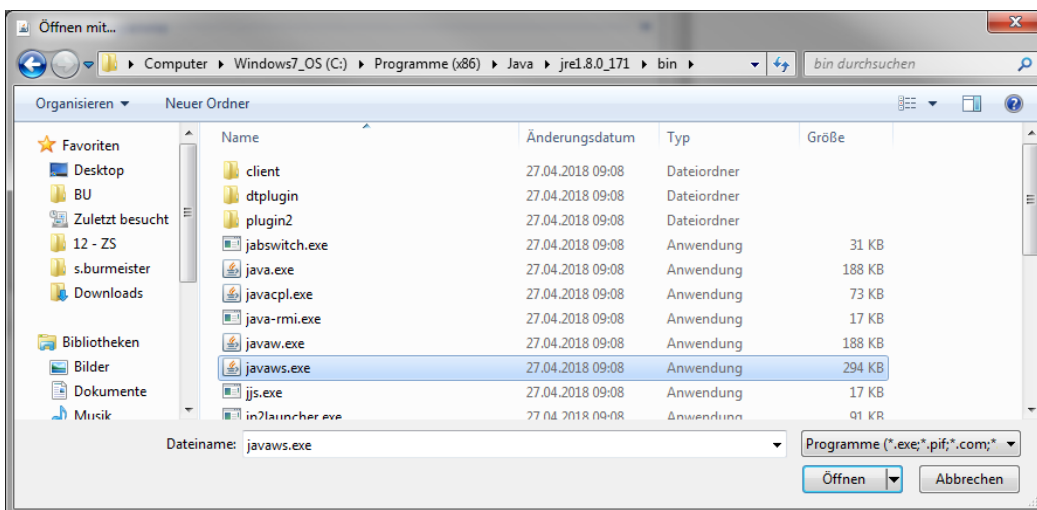 Öffnen mit...
Computer Windows7_OS (C:) Programme (x86) Java jre1.8.0_171 bin bin durchsuchen
Organisieren Neuer Ordner
Favoriten
Desktop
BU
Zuletzt besucht
12 - ZS
s.burmeister
Downloads
Bibliotheken
Bilder
Dokumente
Musik
Name Änderungsdatum Typ Größe
client 27.04.2018 09:08 Dateiordner
dtplugin 27.04.2018 09:08 Dateiordner
plugin2 27.04.2018 09:08 Dateiordner
jabswitch.exe 27.04.2018 09:08 Anwendung 31 KB
java.exe 27.04.2018 09:08 Anwendung 188 KB
javacpl.exe 27.04.2018 09:08 Anwendung 73 KB
java-rmi.exe 27.04.2018 09:08 Anwendung 17 KB
javaw.exe 27.04.2018 09:08 Anwendung 188 KB
javaws.exe 27.04.2018 09:08 Anwendung 294 KB
jjs.exe 27.04.2018 09:08 Anwendung 17 KB
jp2launcher.exe 27.04.2018 09:08 Anwendung 91 KB
Dateiname: javaws.exe Programme (*.exe;*.pif;*.com;*
Öffnen Abbrechen